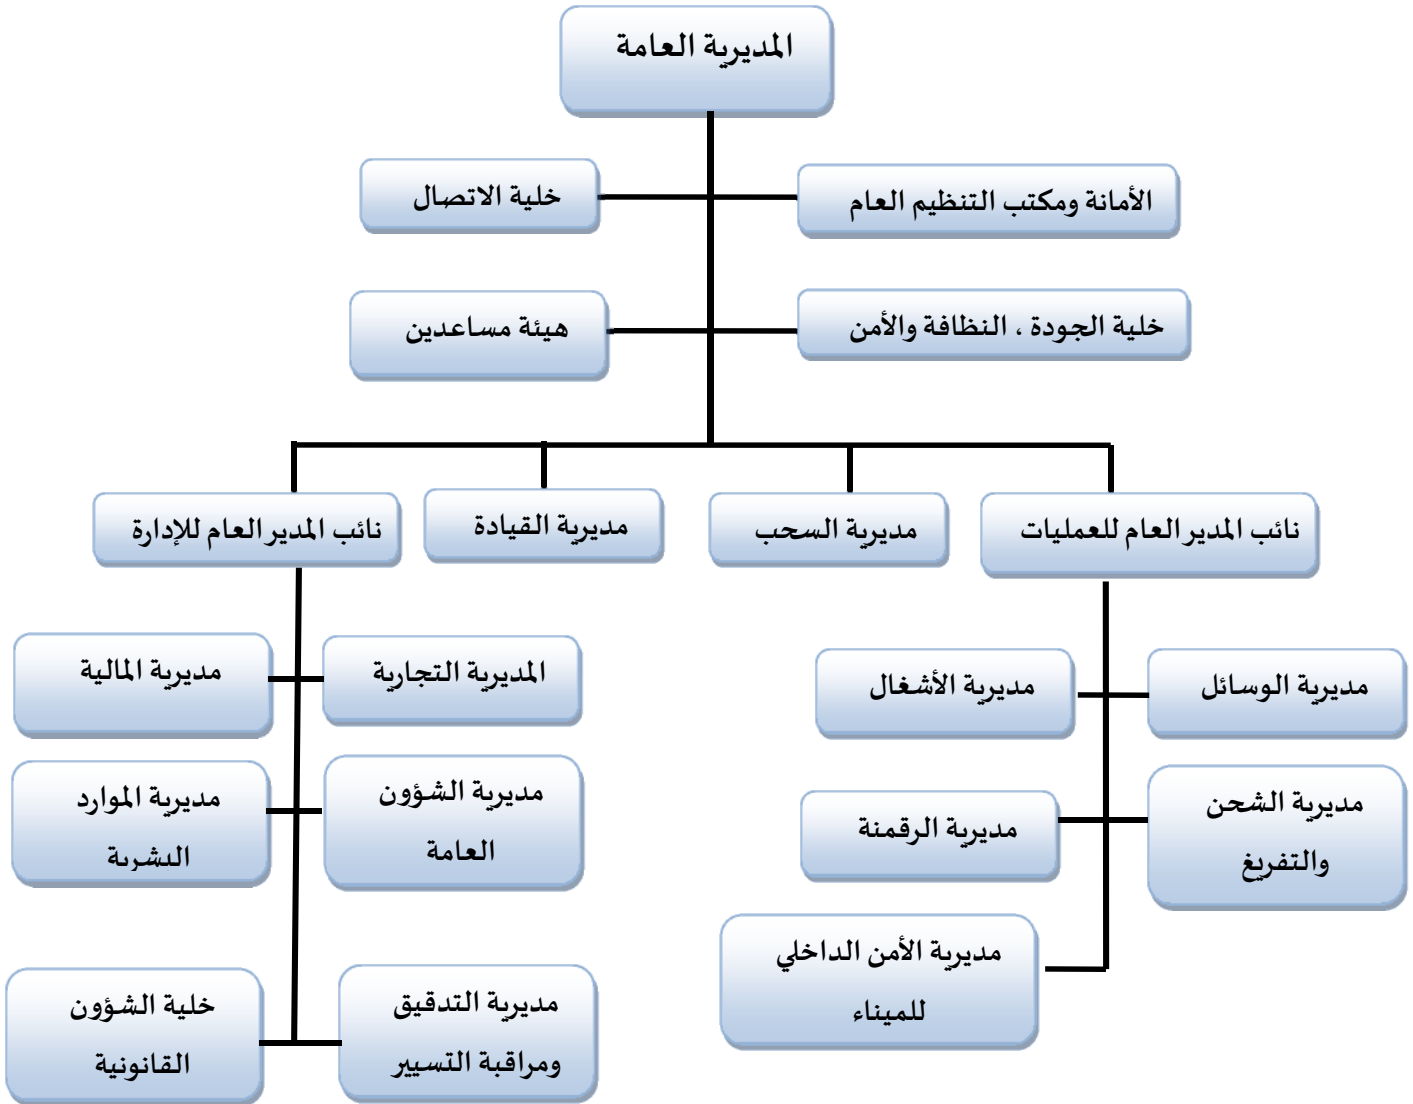 المديرية العامة
الأمانة ومكتب التنظيم العام
خلية الاتصال
خلية الجودة ، النظافة والأمن
هيئة مساعدين
نائب المدير العام للعمليات
مديرية السحب
مديرية القيادة
نائب المدير العام للإدارة
مديرية الوسائل
مديرية الأشغال
المديرية التجارية
مديرية المالية
مديرية الشحن
والتفريغ
مديرية الرقمنة
مديرية الشؤون
العامة
مديرية الموارد
البشرية
مديرية الأمن الداخلي
للميناء
مديرية التدقيق
ومراقبة التسيير
خلية الشؤون
القانونية